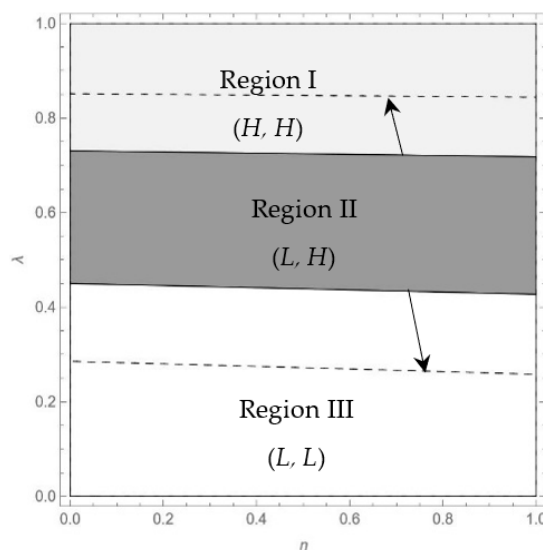 1.0
Region I
0.8
(H, H)
0.6
Region II
λ
(L, H)
0.4
0.2
Region III
(L, L)
0.0
0.0 0.2 0.4 0.6 0.8 1.0
n